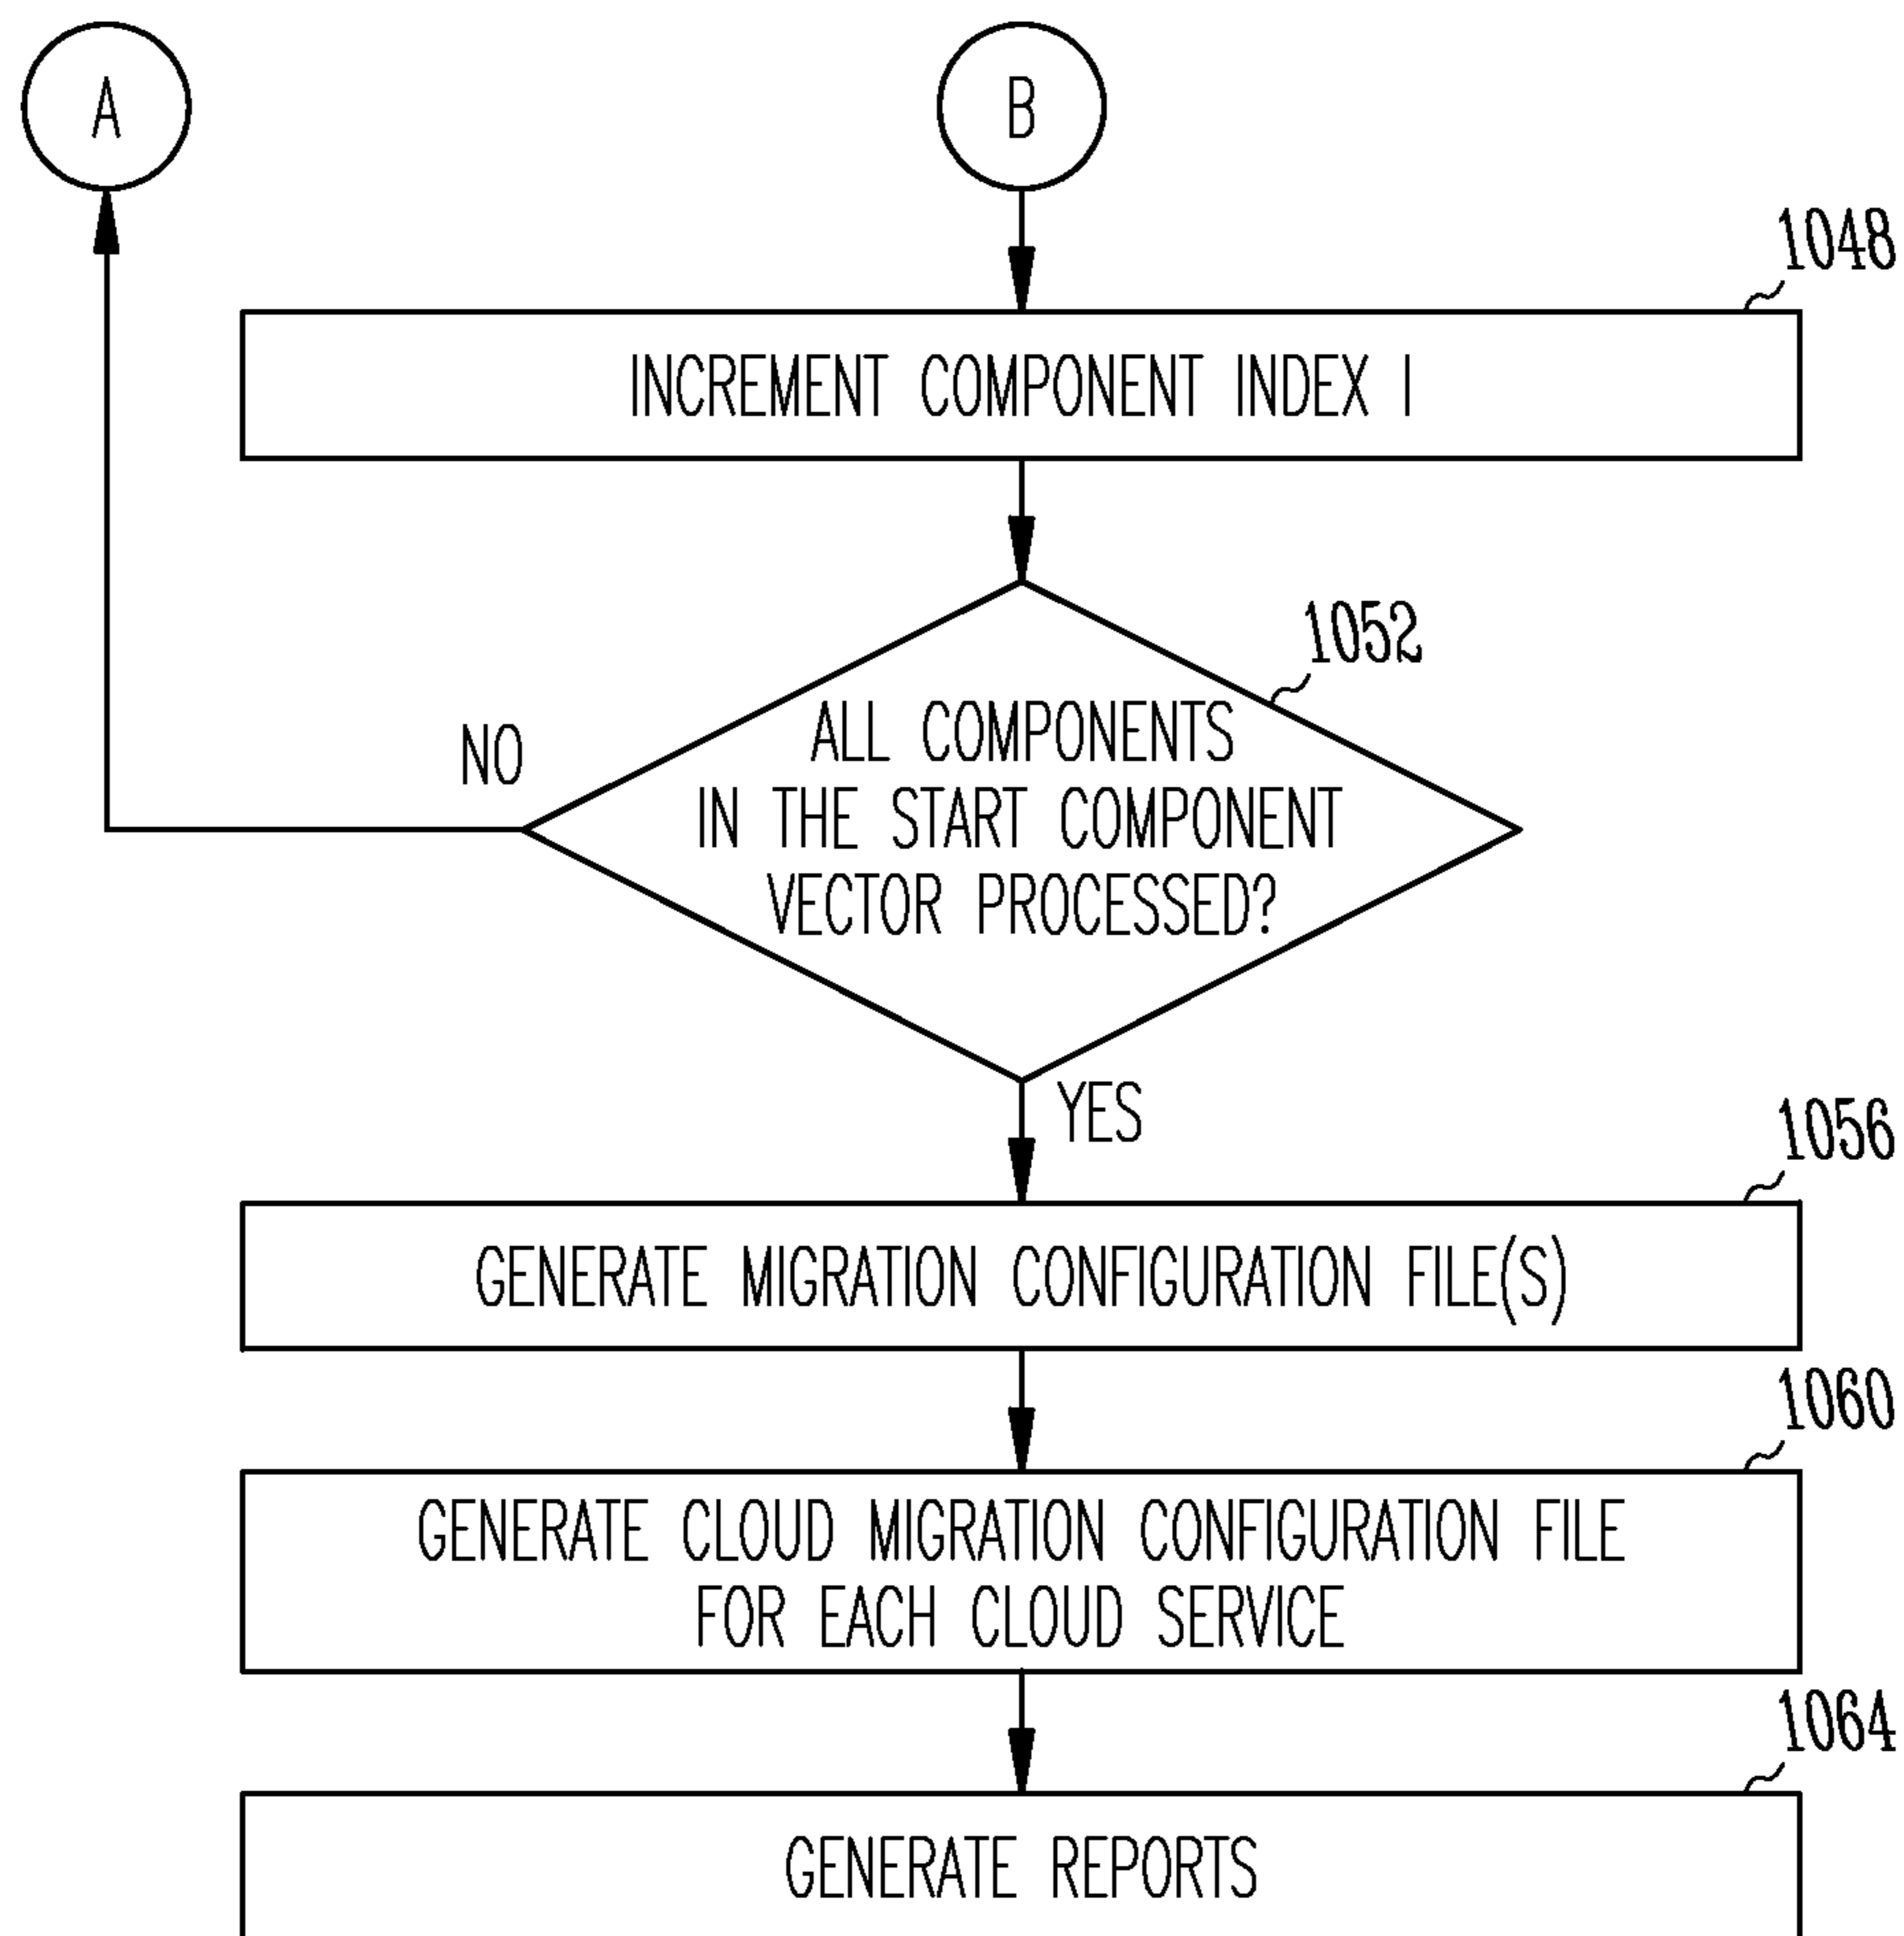 A
B
1048
INCREMENT COMPONENT INDEX I
1052
ALL COMPONENTS
IN THE START COMPONENT
VECTOR PROCESSED?
NO
YES
1056
GENERATE MIGRATION CONFIGURATION FILE(S)
1060
GENERATE CLOUD MIGRATION CONFIGURATION FILE
FOR EACH CLOUD SERVICE
1064
GENERATE REPORTS